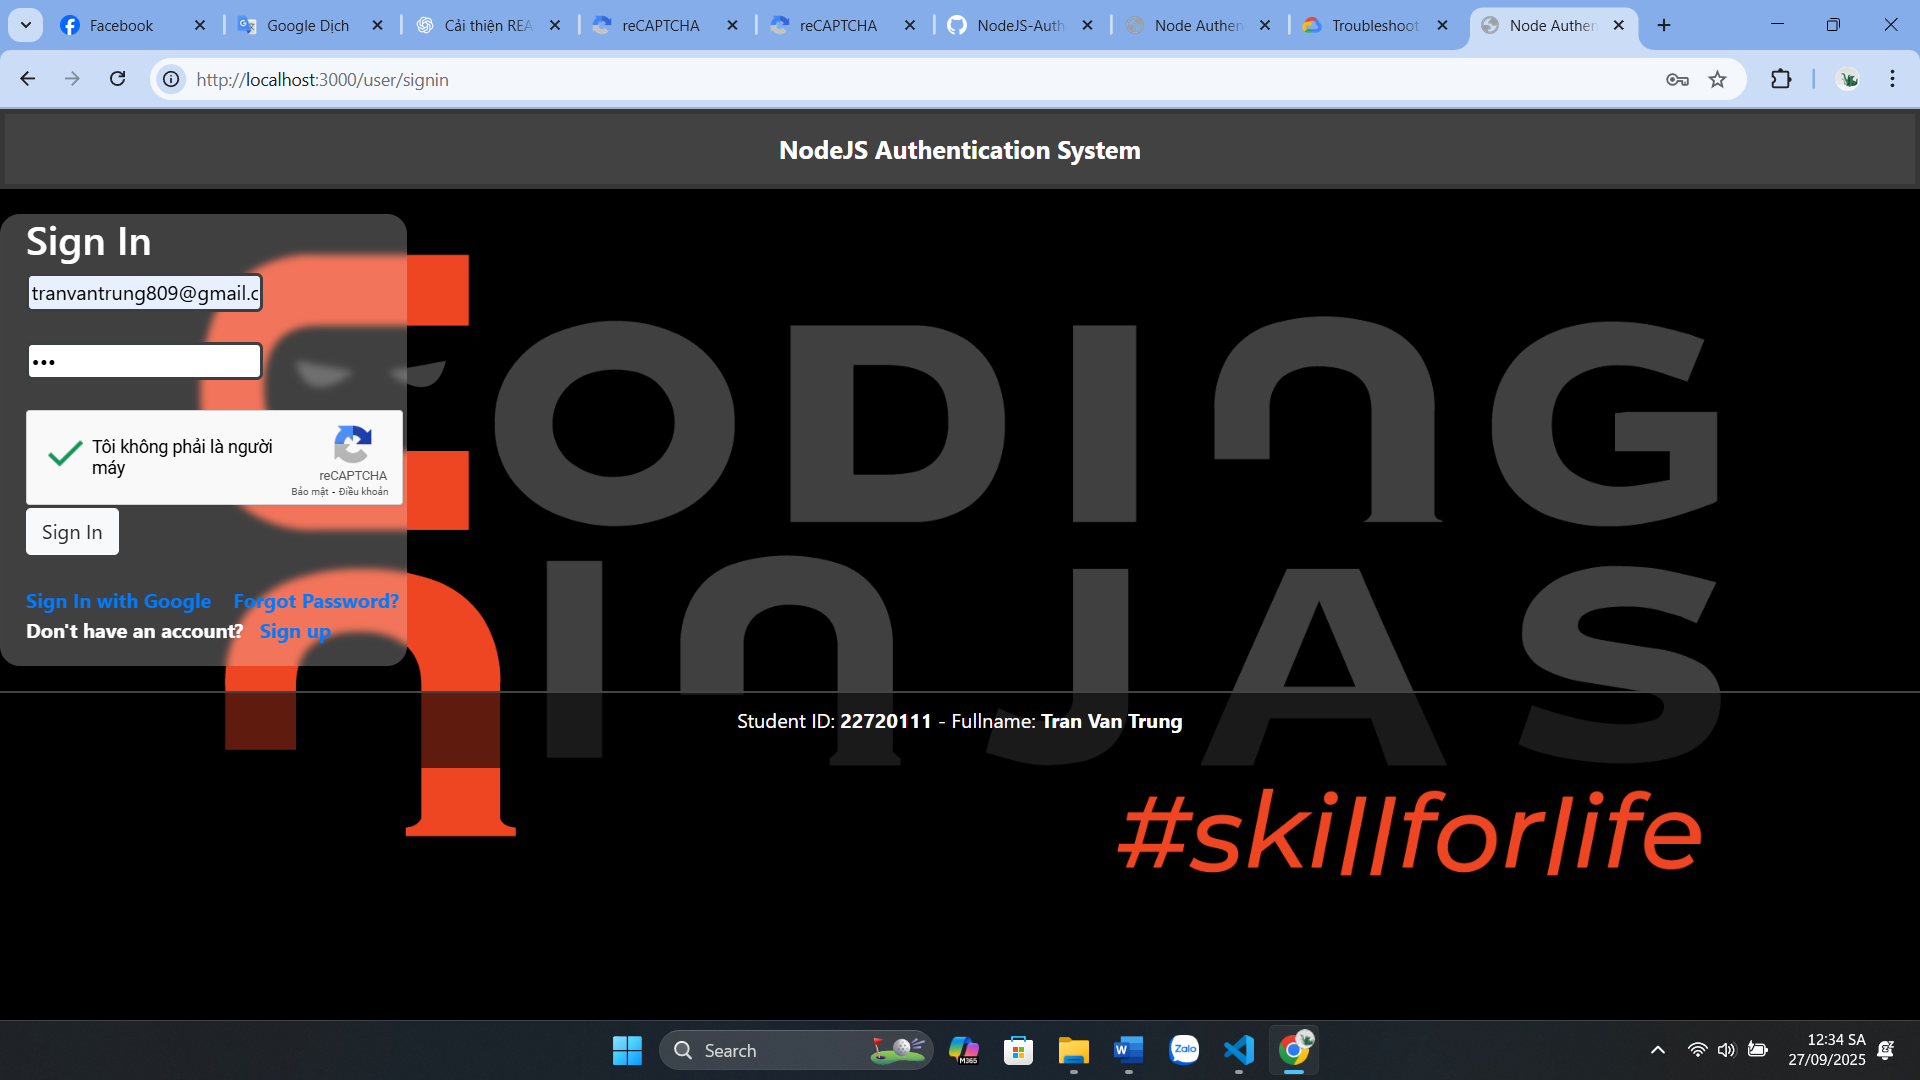 Facebook
Google Dịch
Cải thiện REA
reCAPTCHA
reCAPTCHA
NodeJS-Auth
Node Authen
Troubleshoot
Node Authen
http://localhost:3000/user/signin
NodeJS Authentication System
Sign In
tranvantrung809@gmail.c
•••
Tôi không phải là người
máy
reCAPTCHA
Bảo mật - Điều khoản
Sign In
Sign In with Google Forgot Password?
Don't have an account? Sign up
CODING
NINJAS
Student ID: 22720111 - Fullname: Tran Van Trung
#skillforlife
Search
M365
Zalo
12:34 SA
27/09/2025